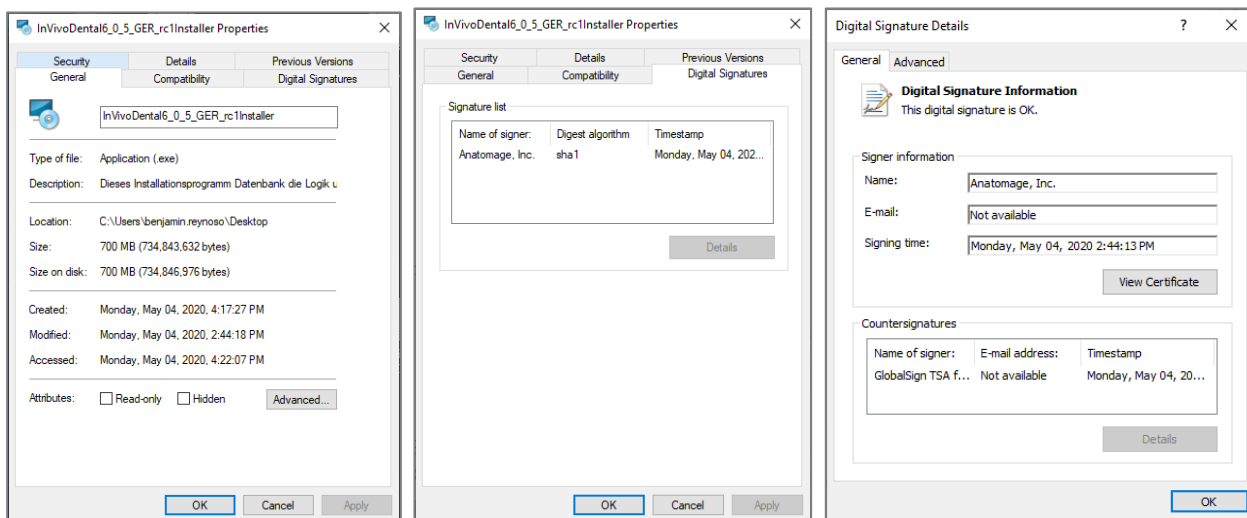 InVivoDental6_0_5_GER_rc1Installer Properties
Security Details Previous Versions
General Compatibility Digital Signatures
InVivoDental6_0_5_GER_rc1Installer
Type of file: Application (.exe)
Description: Dieses Installationsprogramm Datenbank die Logik u
Location: C:\Users\benjamin.reynoso\Desktop
Size: 700 MB (734,843,632 bytes)
Size on disk: 700 MB (734,846,976 bytes)
Created: Monday, May 04, 2020, 4:17:27 PM
Modified: Monday, May 04, 2020, 2:44:18 PM
Accessed: Monday, May 04, 2020, 4:22:07 PM
Attributes: Read-only Hidden Advanced...
OK Cancel Apply
InVivoDental6_0_5_GER_rc1Installer Properties
Security Details Previous Versions
General Compatibility Digital Signatures
Signature list
Name of signer: Digest algorithm Timestamp
Anatomage, Inc. sha1 Monday, May 04, 202...
Details
OK Cancel Apply
Digital Signature Details ?
General Advanced
Digital Signature Information
This digital signature is OK.
Signer information
Name: Anatomage, Inc.
E-mail: Not available
Signing time: Monday, May 04, 2020 2:44:13 PM
View Certificate
Countersignatures
Name of signer: E-mail address: Timestamp
GlobalSign TSA f... Not available Monday, May 04, 20...
Details
OK